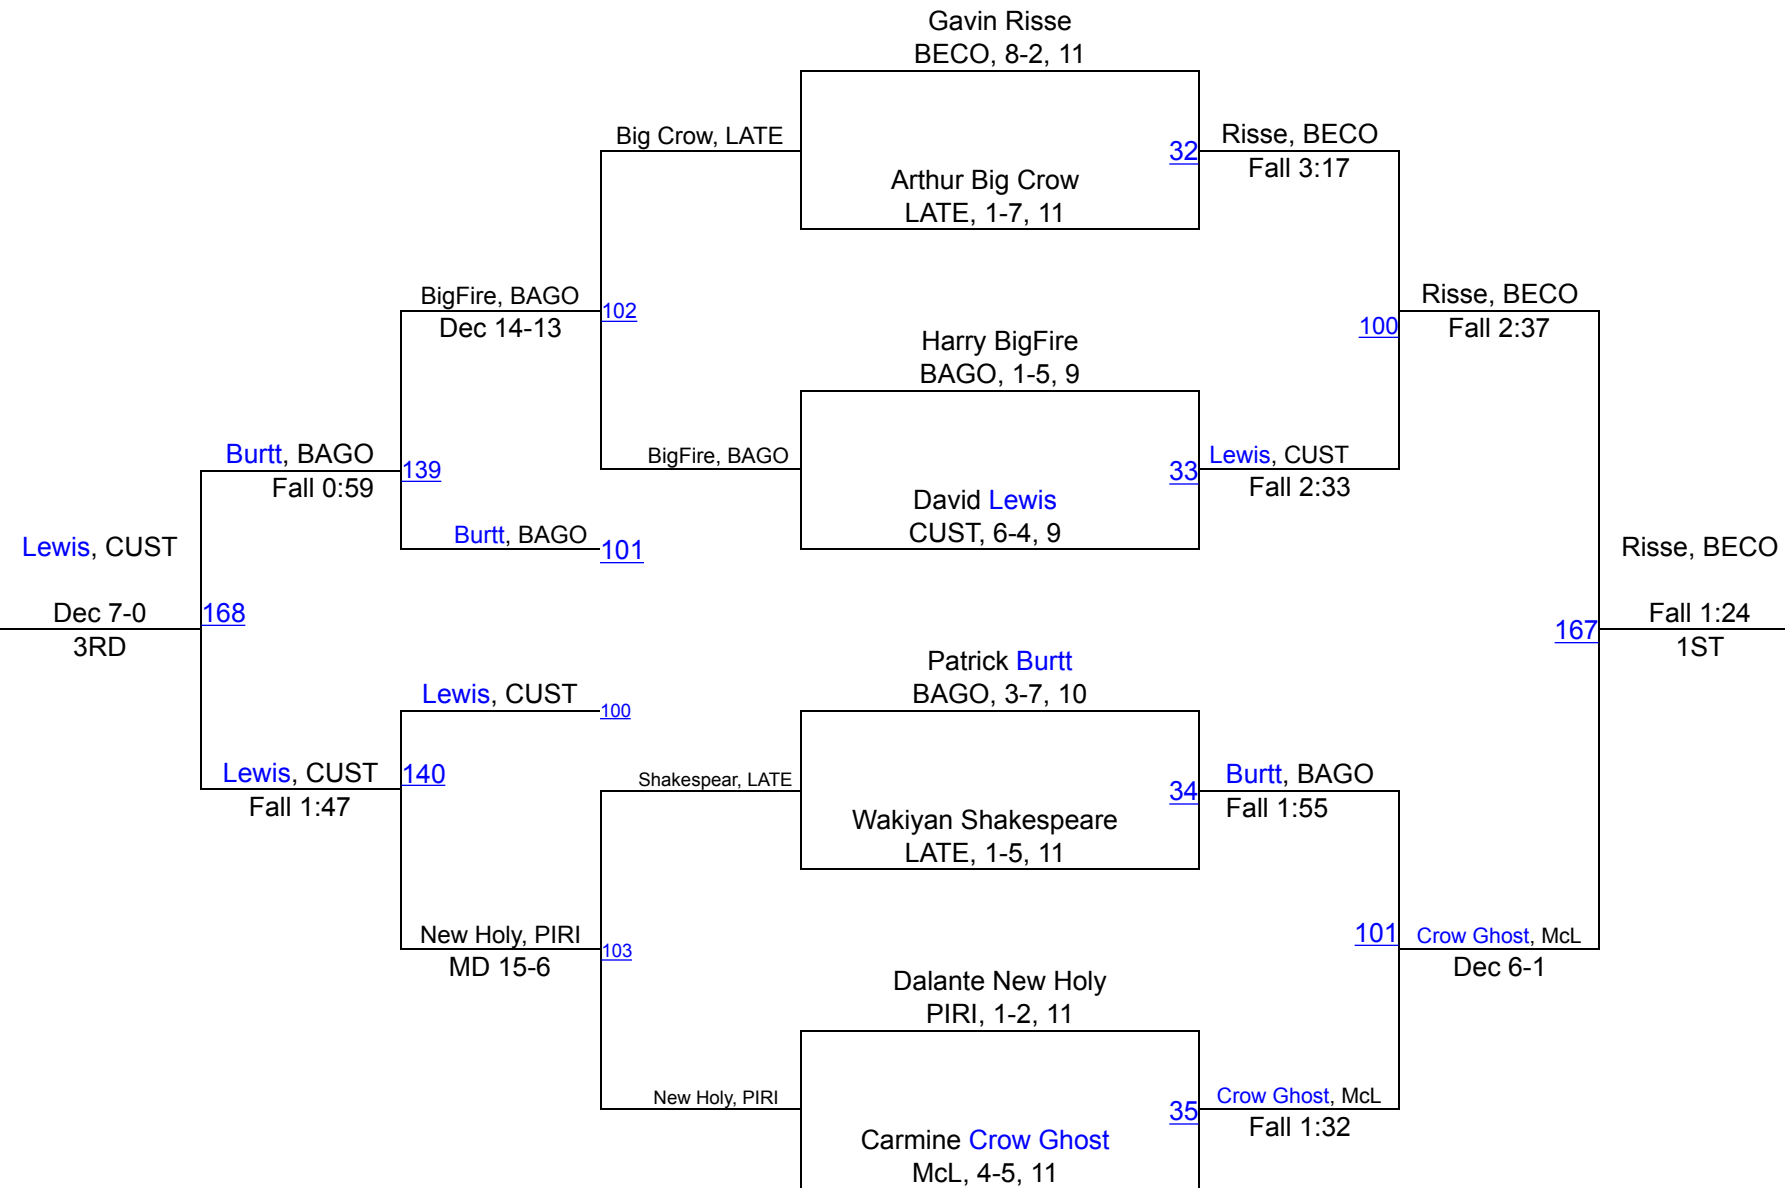 Gavin Risse
BECO, 8-2, 11
Big Crow, LATE
32
Risse, BECO
Fall 3:17
Arthur Big Crow
LATE, 1-7, 11
BigFire, BAGO
Dec 14-13
102
Risse, BECO
Fall 2:37
100
Harry BigFire
BAGO, 1-5, 9
Burtt, BAGO
Fall 0:59
139
BigFire, BAGO
33
Lewis, CUST
Fall 2:33
David Lewis
CUST, 6-4, 9
Burtt, BAGO
101
Lewis, CUST
Dec 7-0
3RD
168
Risse, BECO
Fall 1:24
1ST
167
Patrick Burtt
BAGO, 3-7, 10
Lewis, CUST
100
Lewis, CUST
Fall 1:47
140
Shakespear, LATE
34
Burtt, BAGO
Fall 1:55
Wakiyan Shakespeare
LATE, 1-5, 11
New Holy, PIRI
MD 15-6
103
101
Crow Ghost, McL
Dec 6-1
Dalante New Holy
PIRI, 1-2, 11
New Holy, PIRI
35
Crow Ghost, McL
Fall 1:32
Carmine Crow Ghost
McL, 4-5, 11